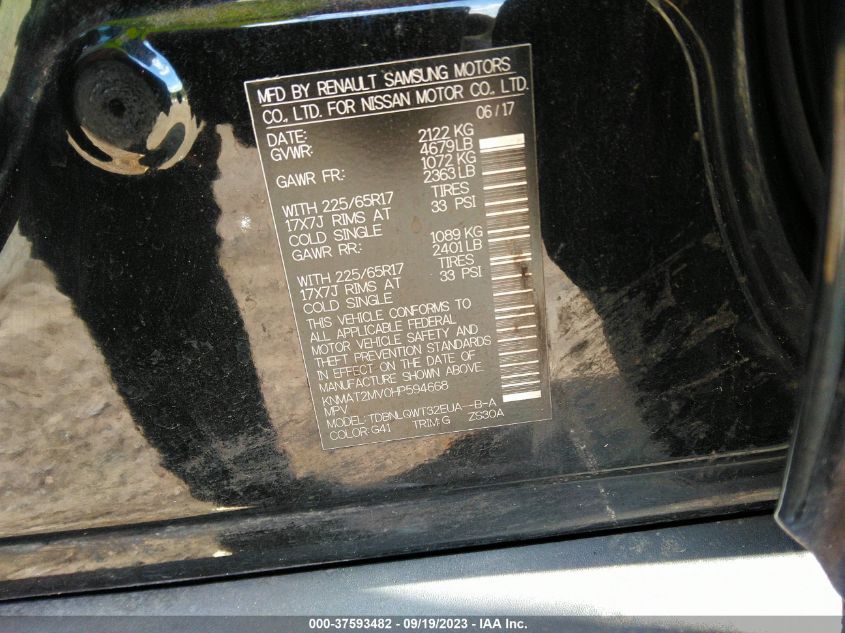 MFD BY RENAULT SAMSUNG MOTORS
CO., LTD. FOR NISSAN MOTOR CO., LTD.
DATE: 06/17
GVWR: 2122 KG
4679LB
GAWR FR.: 1072 KG
2363 LB
WITH 225/65R17 TIRES
17X7J RIMS AT 33 PSI
COLD SINGLE
GAWR RR.: 1089 KG
2401LB
WITH 225/65R17 TIRES
17X7J RIMS AT 33 PSI
COLD SINGLE
THIS VEHICLE CONFORMS TO
ALL APPLICABLE FEDERAL
MOTOR VEHICLE SAFETY AND
THEFT PREVENTION STANDARDS
IN EFFECT ON THE DATE OF
MANUFACTURE SHOWN ABOVE.
KNMAT2MV0HP594668
MPV
MODEL: TDBNLQWT32EUA--B-A
COLOR:G41 TRIM:G ZS30A
000-37593482 - 09/19/2023 - IAA Inc.